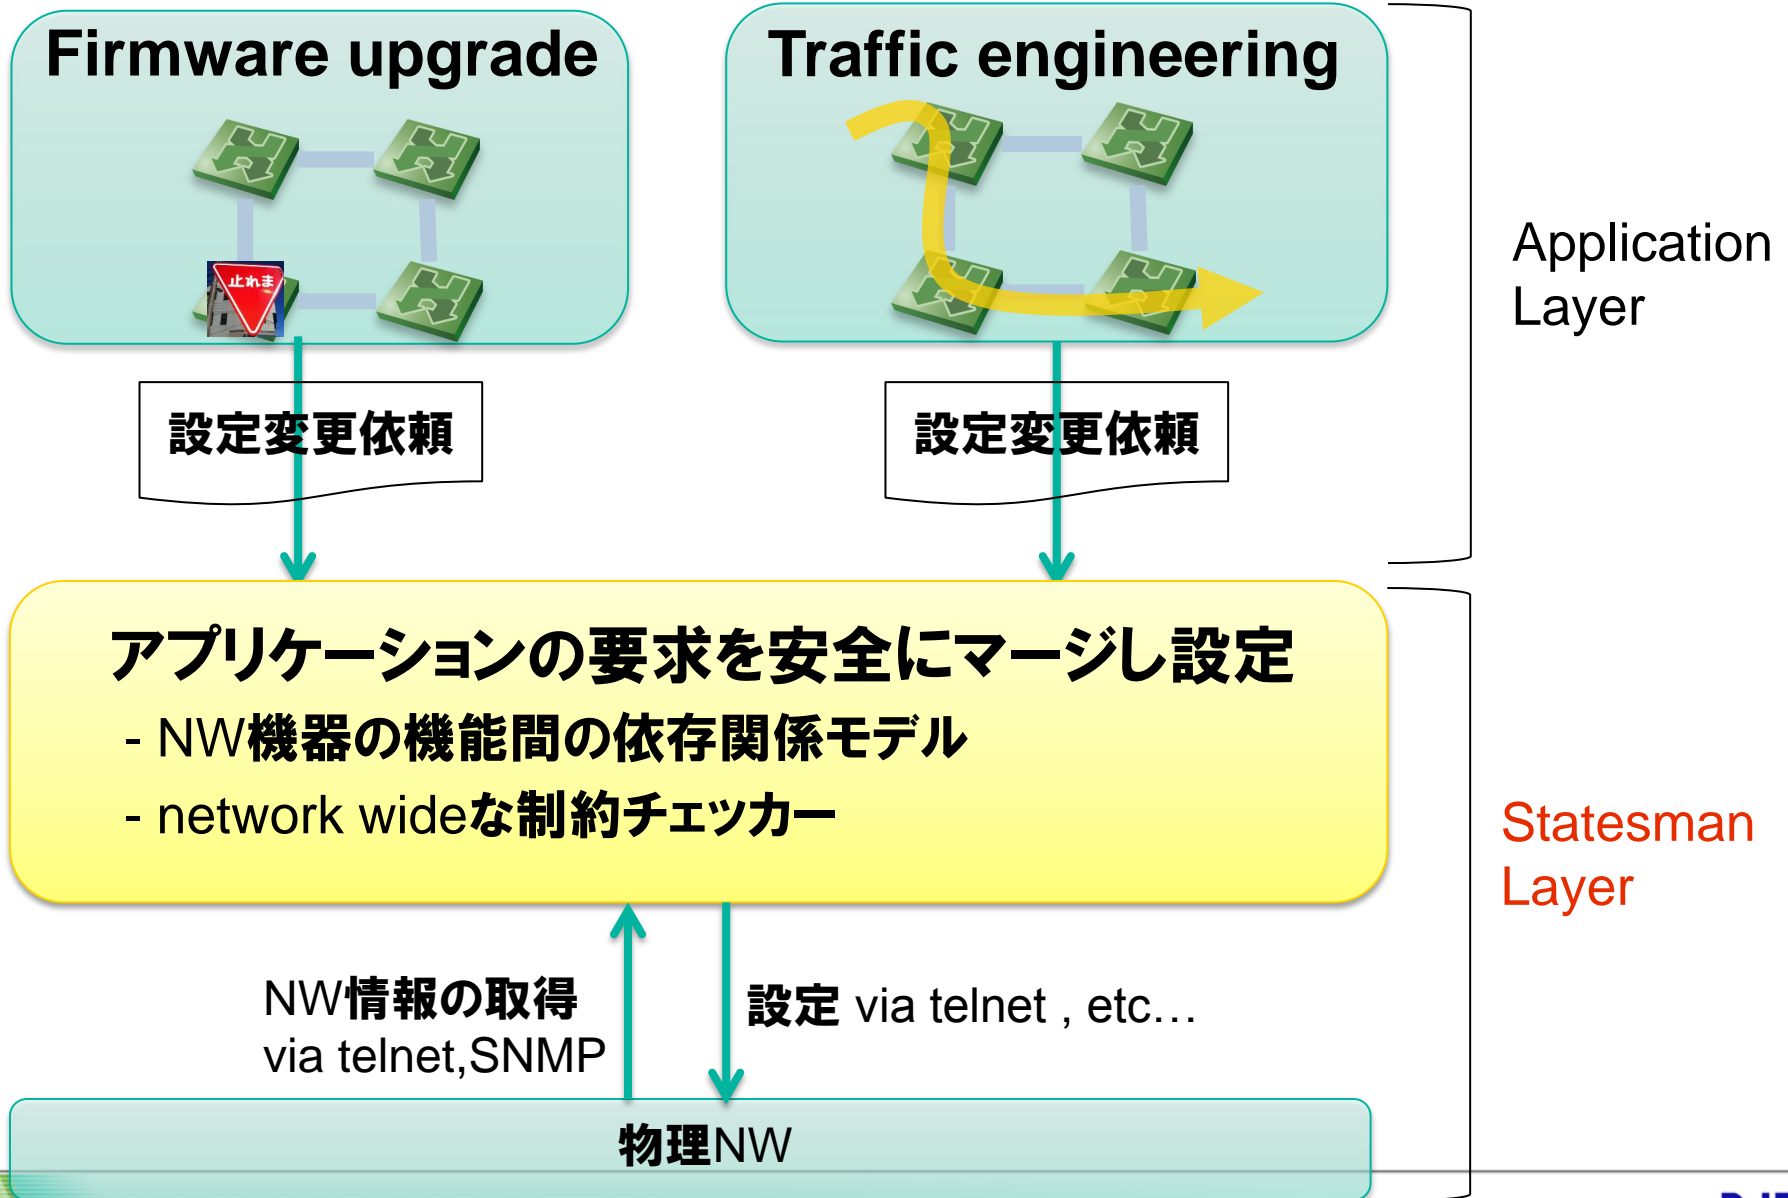 Firmware upgrade
Traffic engineering
止れま
Application
Layer
設定変更依頼
設定変更依頼
アプリケーションの要求を安全にマージし設定
- NW機器の機能間の依存関係モデル
- network wideな制約チェッカー
Statesman
Layer
NW情報の取得
via telnet,SNMP
設定 via telnet , etc...
物理NW